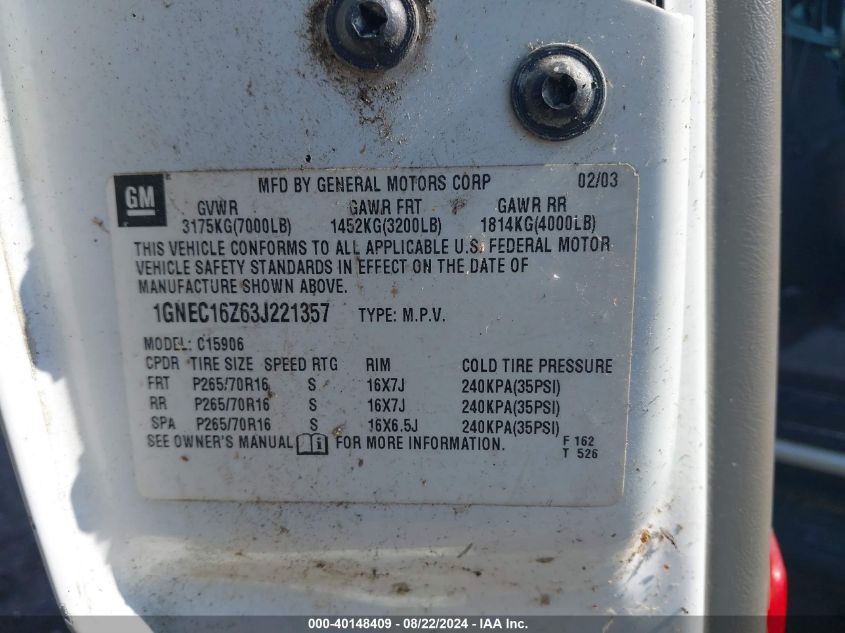 GM
MFD BY GENERAL MOTORS CORP 02/03
GVWR GAWR FRT GAWR RR
3175KG(7000LB) 1452KG(3200LB) 1814KG(4000LB)
THIS VEHICLE CONFORMS TO ALL APPLICABLE U.S. FEDERAL MOTOR
VEHICLE SAFETY STANDARDS IN EFFECT ON THE DATE OF
MANUFACTURE SHOWN ABOVE.
1GNEC16Z63J221357 TYPE: M.P.V.
MODEL: C15906
CPDR TIRE SIZE SPEED RTG RIM COLD TIRE PRESSURE
FRT P265/70R16 S 16X7J 240KPA(35PSI)
RR P265/70R16 S 16X7J 240KPA(35PSI)
SPA P265/70R16 S 16X6.5J 240KPA(35PSI)
SEE OWNER'S MANUAL FOR MORE INFORMATION.
F 162
T 526
000-40148409 - 08/22/2024 - IAA Inc.